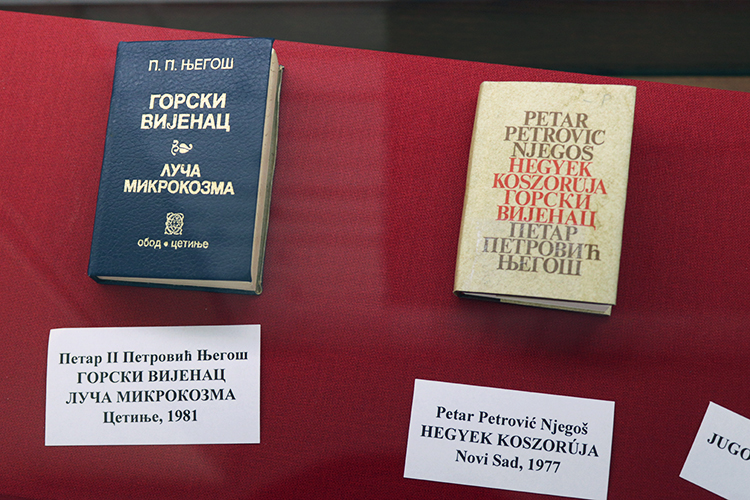 П. П. ЊЕГОШ
ГОРСКИ
ВИЈЕНАЦ
ЛУЧА
МИКРОКОЗМА
обод • цетиње
Петар II Петровић Његош
ГОРСКИ ВИЈЕНАЦ
ЛУЧА МИКРОКОЗМА
Цетиње, 1981
PETAR
PETROVIC
NJEGOŠ
HEGYEK
KOSZORÚJA
ГОРСКИ
ВИЈЕНАЦ
ПЕТАР
ПЕТРОВИЋ
ЊЕГОШ
Petar Petrović Njegoš
HEGYEK KOSZORÚJA
Novi Sad, 1977
JUGO